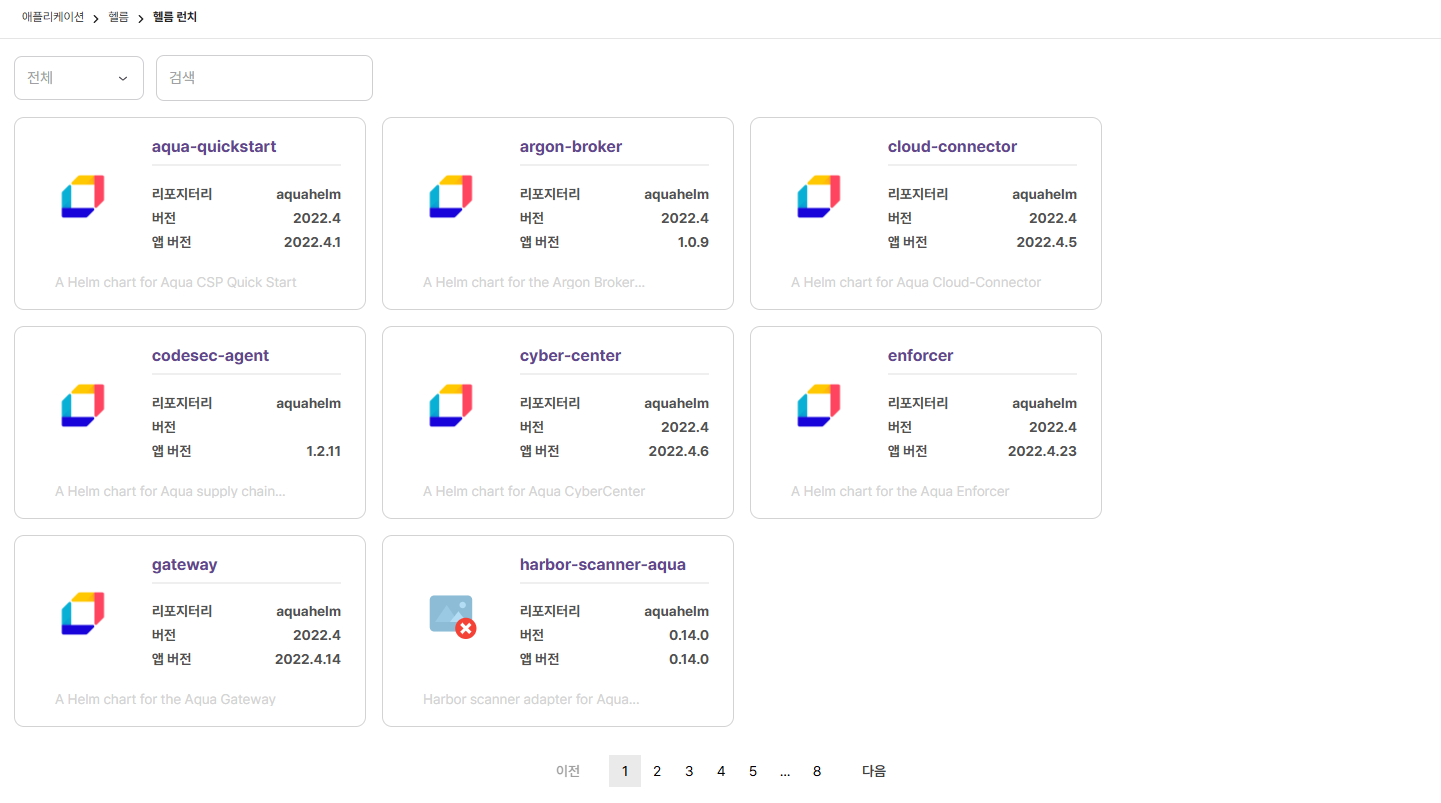 애플리케이션 > 헬름 > 헬름 런치
전체
검색
aqua-quickstart
리포지터리 aquahelm
버전 2022.4
앱 버전 2022.4.1
A Helm chart for Aqua CSP Quick Start
argon-broker
리포지터리 aquahelm
버전 2022.4
앱 버전 1.0.9
A Helm chart for the Argon Broker...
cloud-connector
리포지터리 aquahelm
버전 2022.4
앱 버전 2022.4.5
A Helm chart for Aqua Cloud-Connector
codesec-agent
리포지터리 aquahelm
버전
앱 버전 1.2.11
A Helm chart for Aqua supply chain...
cyber-center
리포지터리 aquahelm
버전 2022.4
앱 버전 2022.4.6
A Helm chart for Aqua CyberCenter
enforcer
리포지터리 aquahelm
버전 2022.4
앱 버전 2022.4.23
A Helm chart for the Aqua Enforcer
gateway
리포지터리 aquahelm
버전 2022.4
앱 버전 2022.4.14
A Helm chart for the Aqua Gateway
harbor-scanner-aqua
리포지터리 aquahelm
버전 0.14.0
앱 버전 0.14.0
Harbor scanner adapter for Aqua...
이전 1 2 3 4 5 ... 8 다음